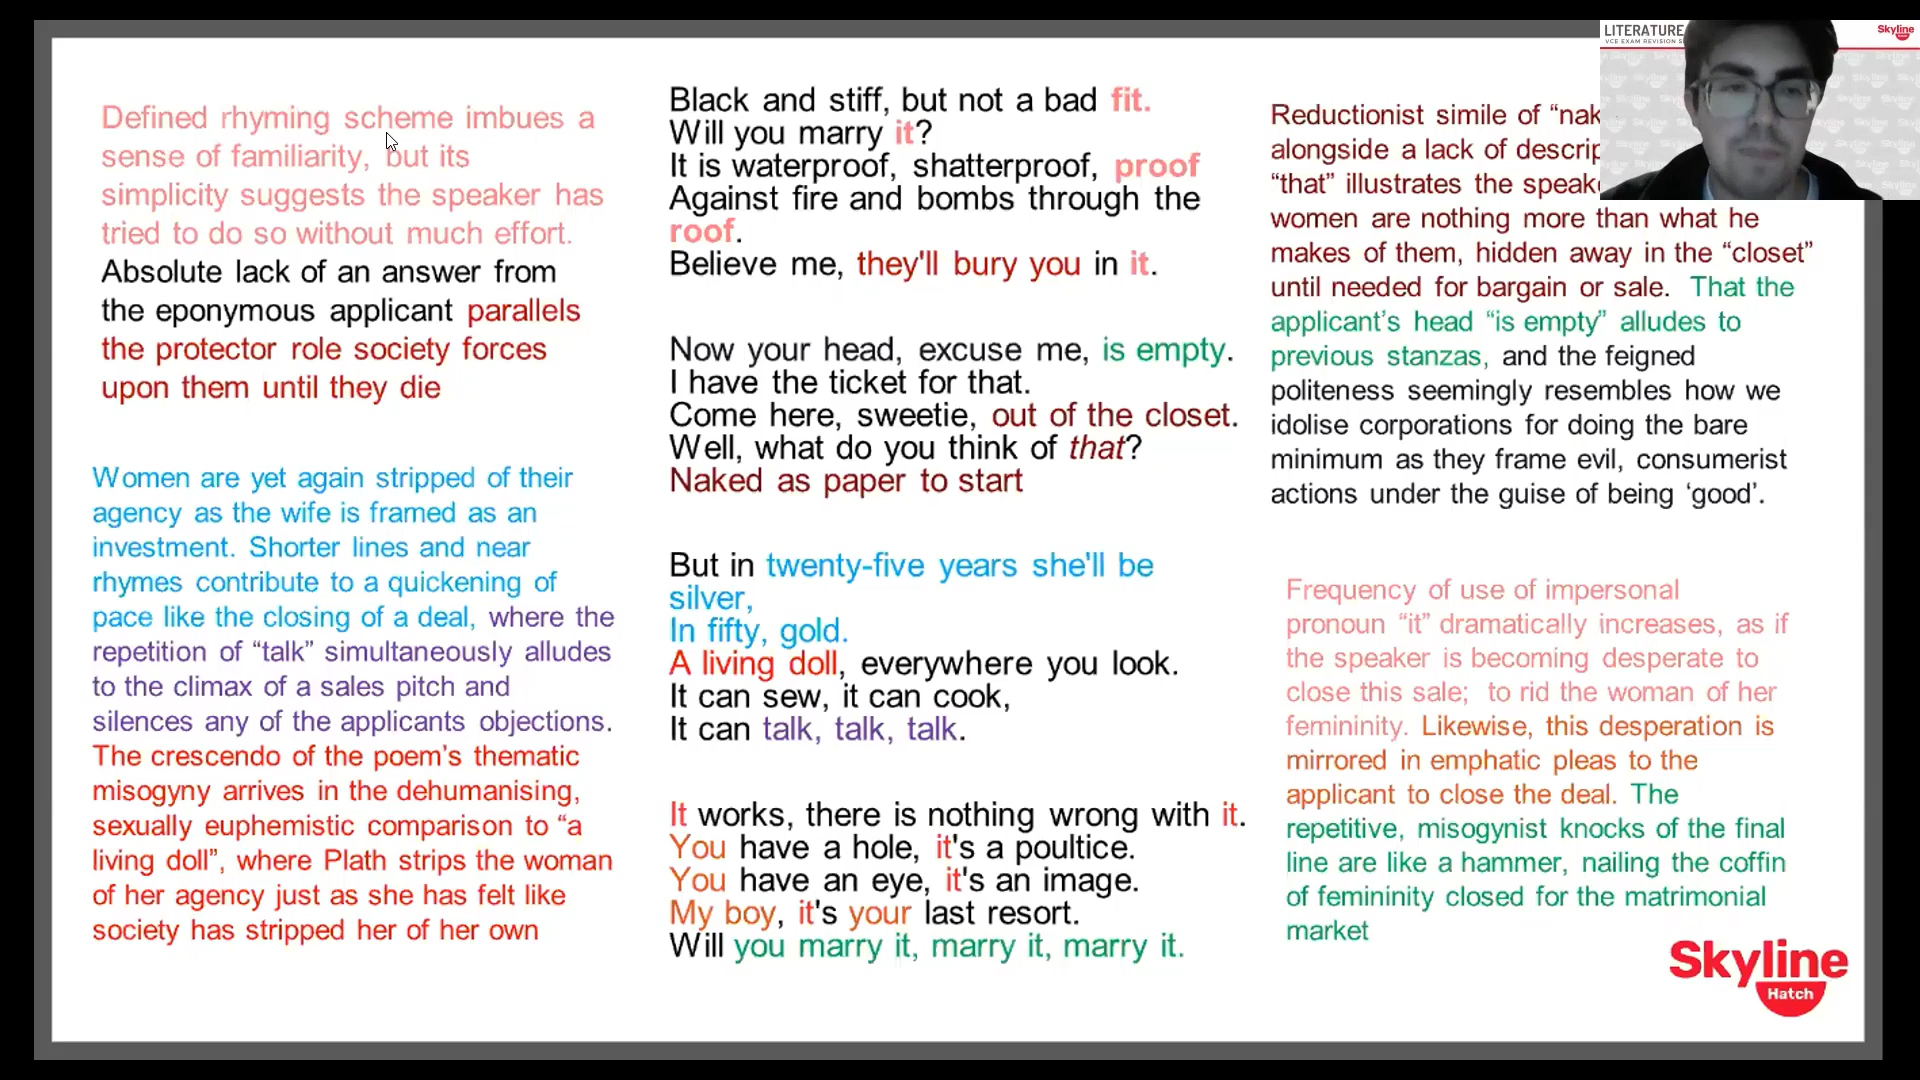 Defined rhyming scheme imbues a
sense of familiarity, but its
simplicity suggests the speaker has
tried to do so without much effort.
Absolute lack of an answer from
the eponymous applicant parallels
the protector role society forces
upon them until they die
Women are yet again stripped of their
agency as the wife is framed as an
investment. Shorter lines and near
rhymes contribute to a quickening of
pace like the closing of a deal, where the
repetition of “talk” simultaneously alludes
to the climax of a sales pitch and
silences any of the applicants objections.
The crescendo of the poem’s thematic
misogyny arrives in the dehumanising,
sexually euphemistic comparison to “a
living doll”, where Plath strips the woman
of her agency just as she has felt like
society has stripped her of her own
Black and stiff, but not a bad fit.
Will you marry it?
It is waterproof, shatterproof, proof
Against fire and bombs through the
roof.
Believe me, they'll bury you in it.
Now your head, excuse me, is empty.
I have the ticket for that.
Come here, sweetie, out of the closet.
Well, what do you think of that?
Naked as paper to start
But in twenty-five years she'll be
silver,
In fifty, gold.
A living doll, everywhere you look.
It can sew, it can cook,
It can talk, talk, talk.
It works, there is nothing wrong with it.
You have a hole, it's a poultice.
You have an eye, it's an image.
My boy, it's your last resort.
Will you marry it, marry it, marry it.
Reductionist simile of
alongside a lack of
“that” illustrates the
women are nothing more than what he
makes of them, hidden away in the “closet”
until needed for bargain or sale. That the
applicant’s head “is empty” alludes to
previous stanzas, and the feigned
politeness seemingly resembles how we
idolise corporations for doing the bare
minimum as they frame evil, consumerist
actions under the guise of being ‘good’.
Frequency of use of impersonal
pronoun “it” dramatically increases, as if
the speaker is becoming desperate to
close this sale; to rid the woman of her
femininity. Likewise, this desperation is
mirrored in emphatic pleas to the
applicant to close the deal. The
repetitive, misogynist knocks of the final
line are like a hammer, nailing the coffin
of femininity closed for the matrimonial
market
LITERATURE
VCE EXAM REVISION
Skyline
Skyline
Hatch